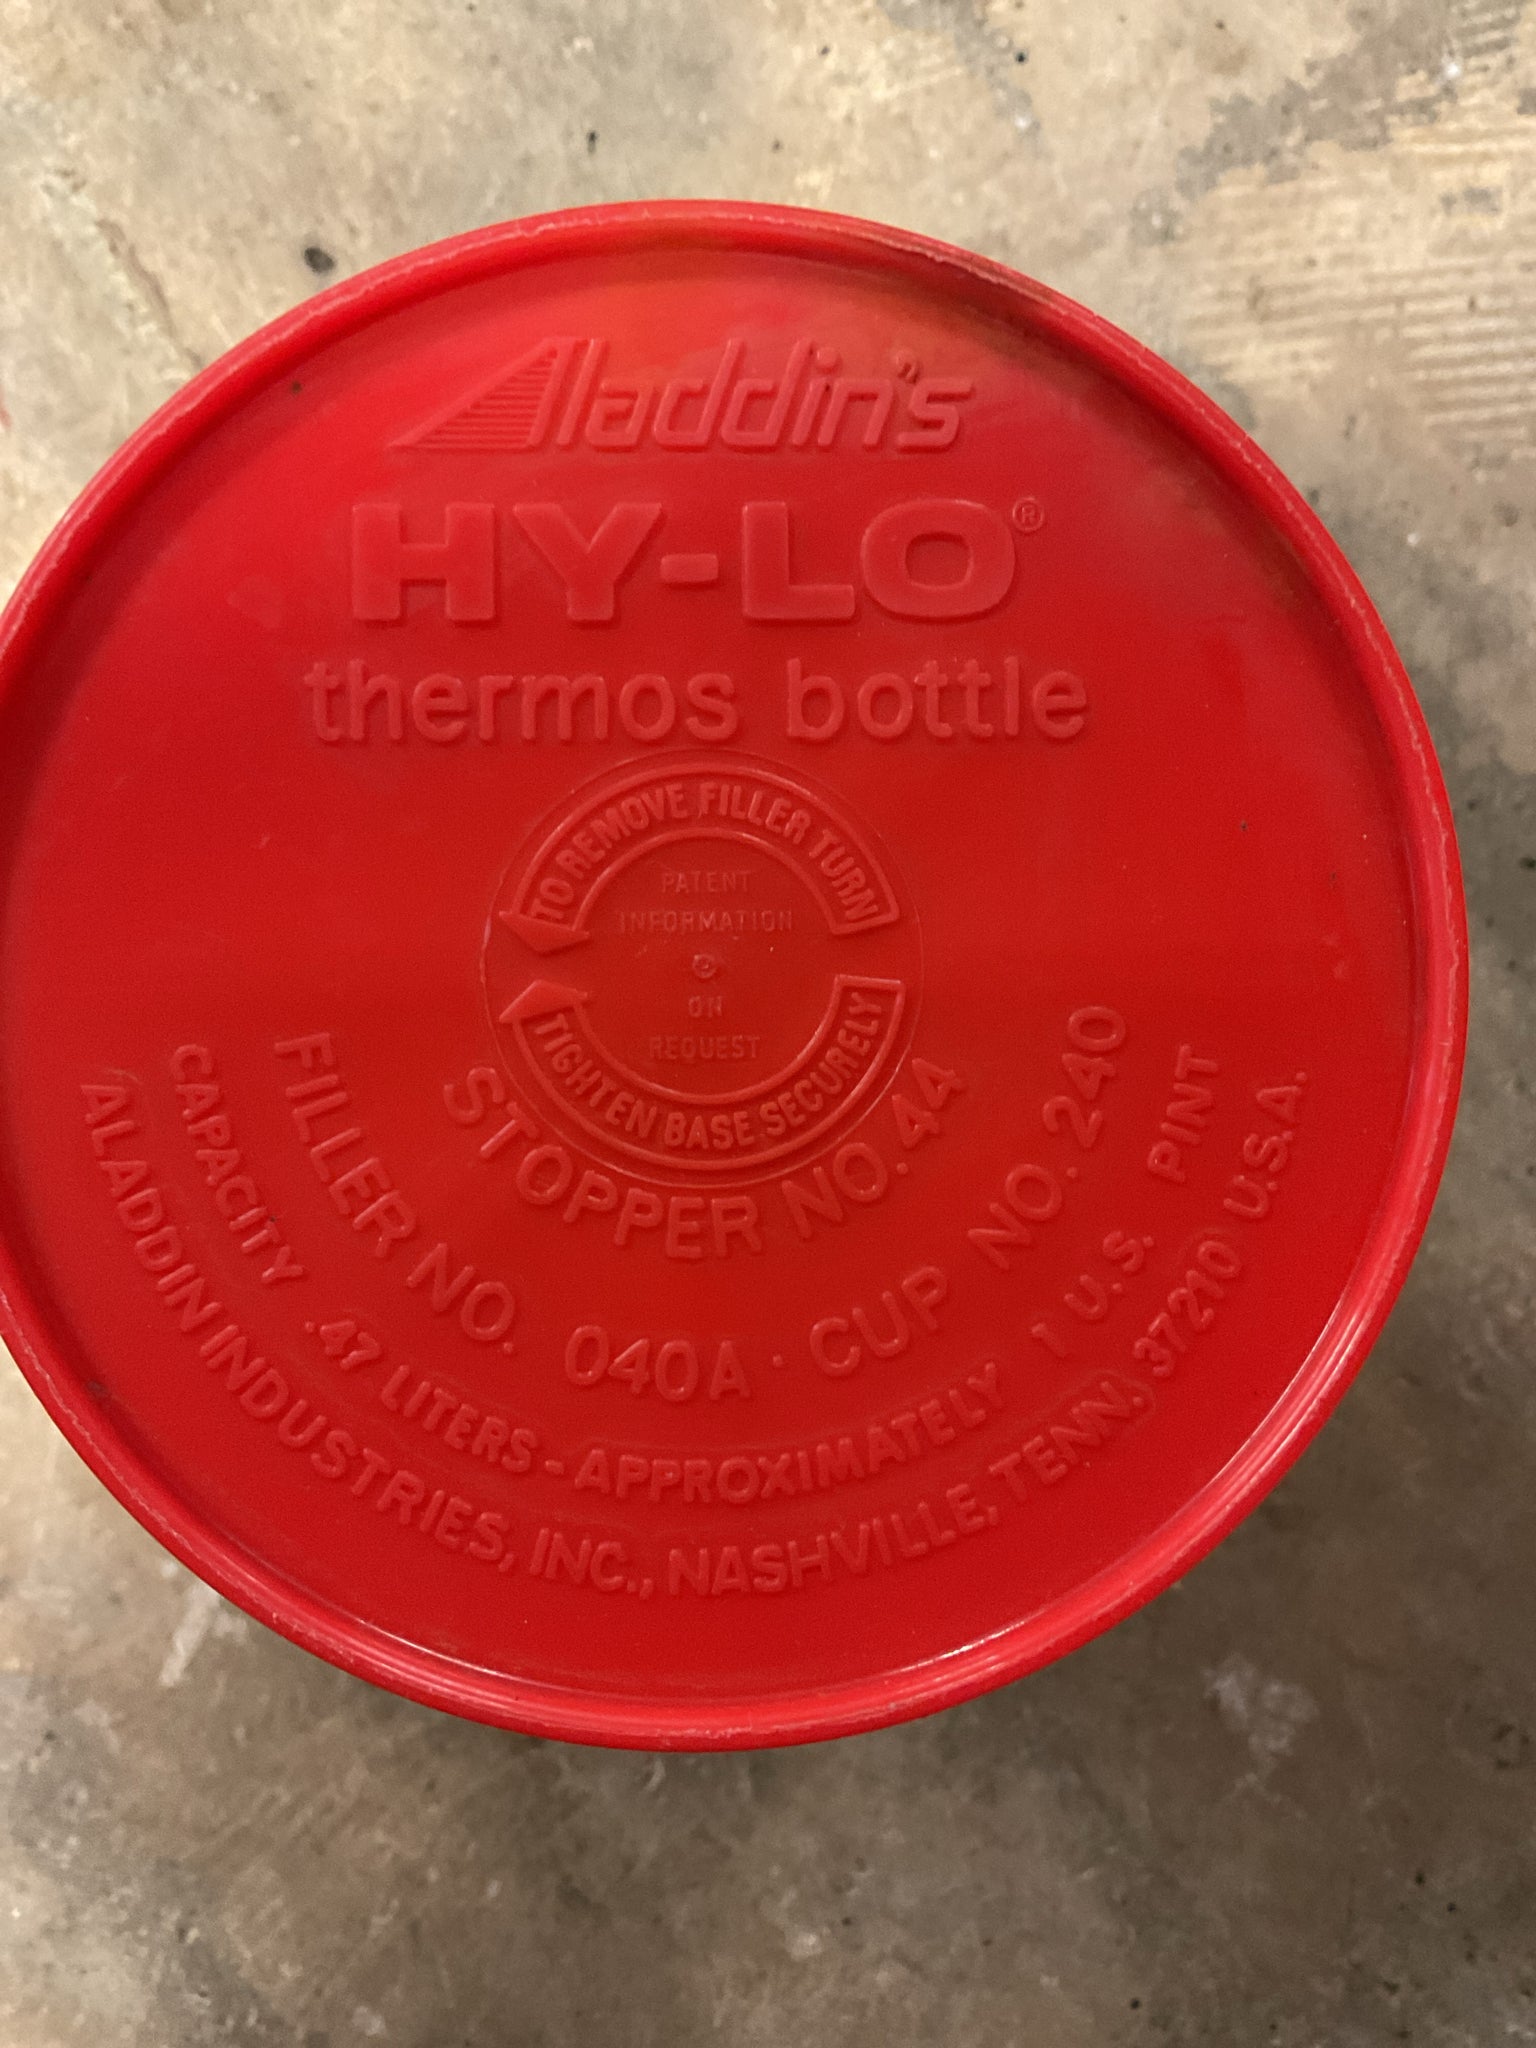 Aladdin's
HY-LO®
thermos bottle
TO REMOVE FILLER TURN
PATENT
INFORMATION
ON
REQUEST
TIGHTEN BASE SECURELY
STOPPER NO. 44
FILLER NO. 040A · CUP NO. 240
CAPACITY .47 LITERS - APPROXIMATELY 1 U.S. PINT
ALADDIN INDUSTRIES, INC., NASHVILLE, TENN. 37210 U.S.A.